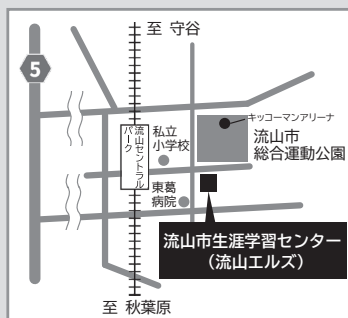 至 守谷
5
キッコーマンアリーナ
流山市
総合運動公園
私立
小学校
流山セントラル
パーク
東葛
病院
流山市生涯学習センター
(流山エルズ)
至 秋葉原